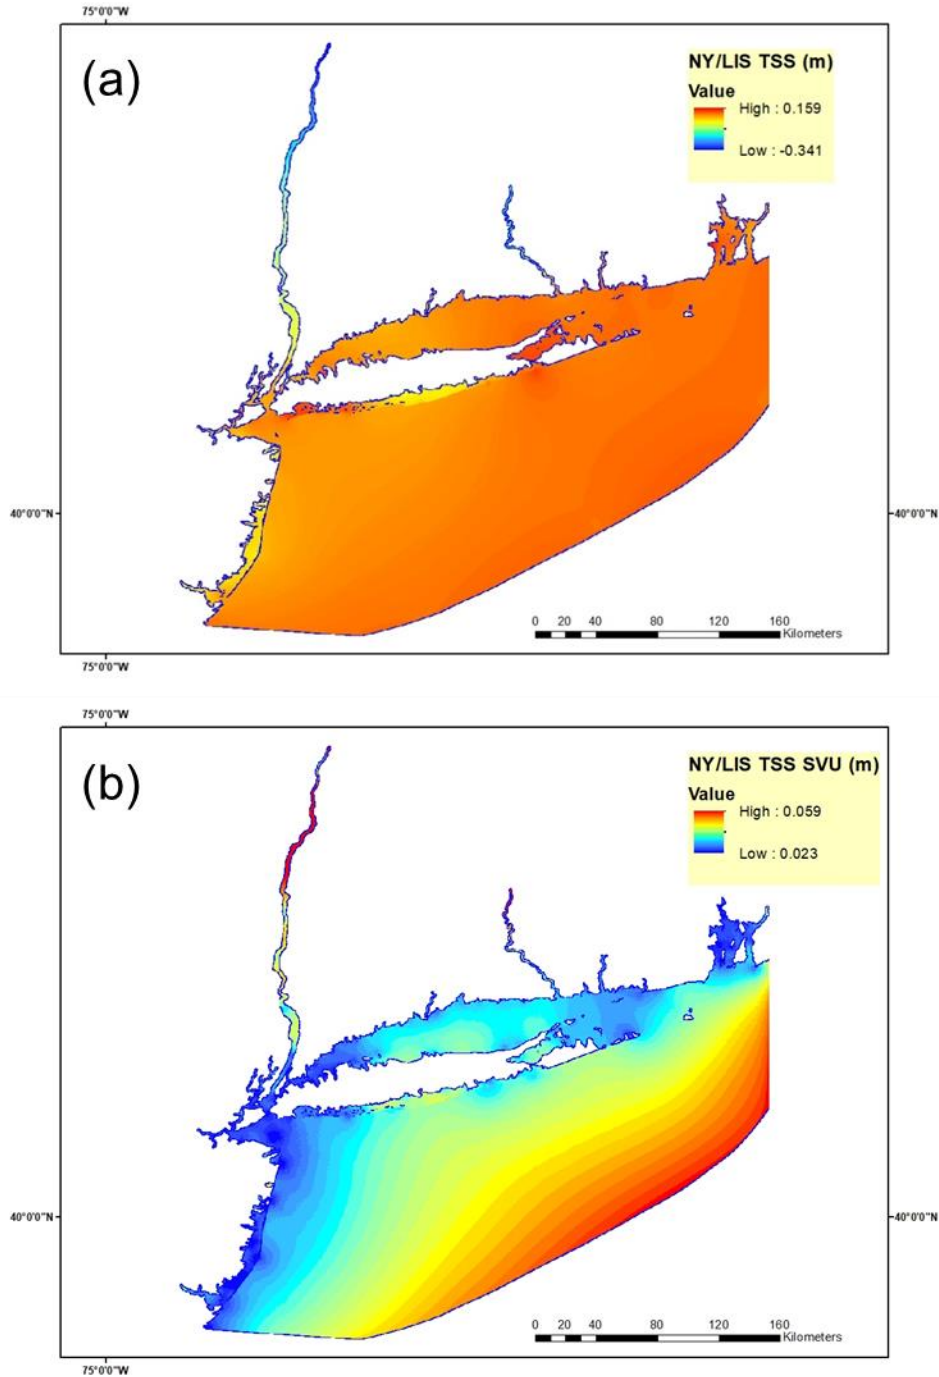 75°0'0"W
(a)
NY/LIS TSS (m)
Value
High : 0.159
Low : -0.341
40°0'0"N
40°0'0"N
0 20 40 80 120 160
Kilometers
75°0'0"W
75°0'0"W
(b)
NY/LIS TSS SVU (m)
Value
High : 0.059
Low : 0.023
40°0'0"N
40°0'0"N
0 20 40 80 120 160
Kilometers
75°0'0"W